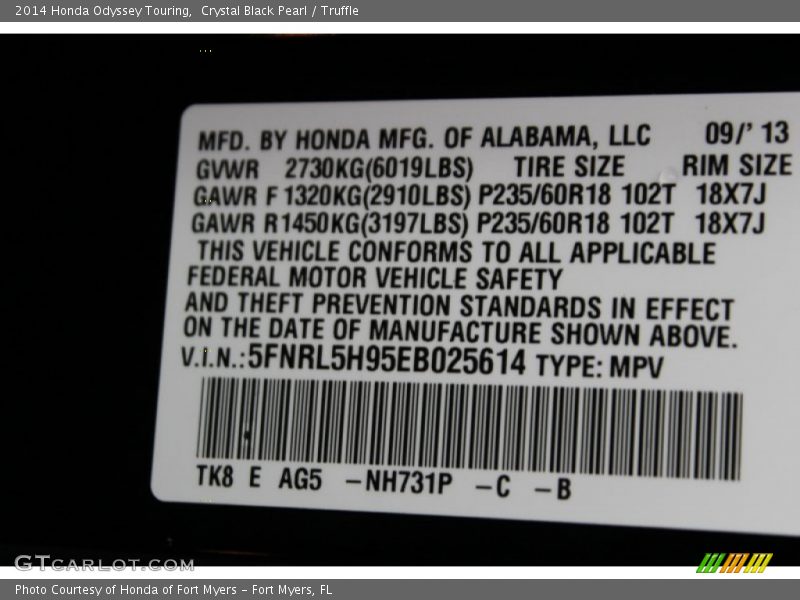 2014 Honda Odyssey Touring, Crystal Black Pearl / Truffle
MFD. BY HONDA MFG. OF ALABAMA, LLC 09/' 13
GVWR 2730KG(6019LBS) TIRE SIZE RIM SIZE
GAWR F 1320KG(2910LBS) P235/60R18 102T 18X7J
GAWR R1450KG(3197LBS) P235/60R18 102T 18X7J
THIS VEHICLE CONFORMS TO ALL APPLICABLE
FEDERAL MOTOR VEHICLE SAFETY
AND THEFT PREVENTION STANDARDS IN EFFECT
ON THE DATE OF MANUFACTURE SHOWN ABOVE.
V.I.N.:5FNRL5H95EB025614 TYPE: MPV
TK8 E AG5 –NH731P –C –B
GTCARLOT.COM
Photo Courtesy of Honda of Fort Myers – Fort Myers, FL